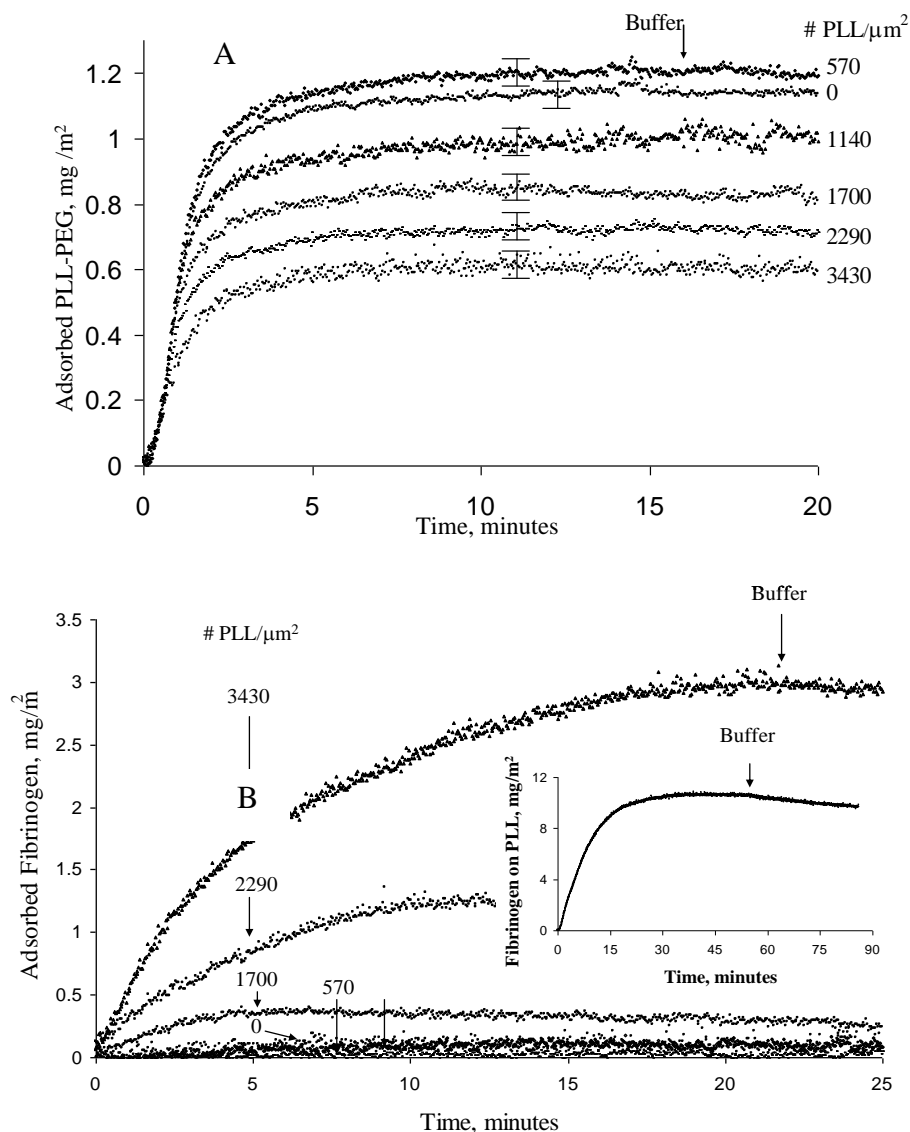 A
Buffer
# PLL/μm²
570
0
1140
1700
2290
3430
1.2
1
0.8
0.6
0.4
0.2
0
Adsorbed PLL-PEG, mg /m²
0 5 10 15 20
Time, minutes
Buffer
# PLL/μm²
3430
B
2290
1700
570
0
3.5
3
2.5
2
1.5
1
0.5
0
Adsorbed Fibrinogen, mg/m²
0 5 10 15 20 25
Time, minutes
Buffer
12
8
4
0
Fibrinogen on PLL, mg/m²
0 15 30 45 60 75 90
Time, minutes